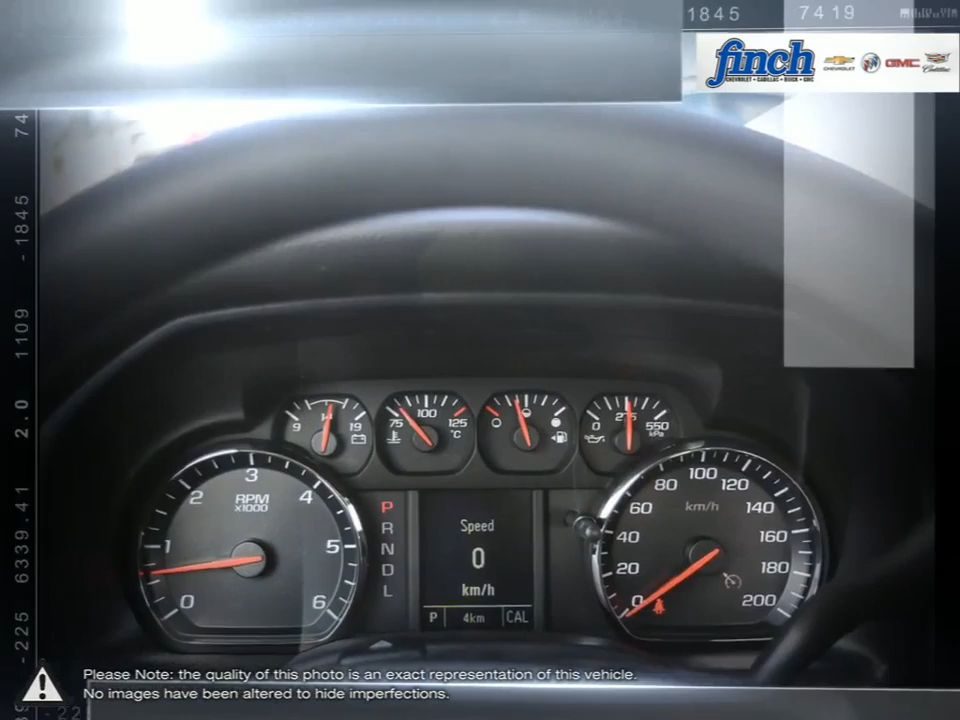 1845 7419
finch
CHEVROLET • CADILLAC • BUICK • GMC
CHEVROLET GMC Cadillac
74
-1845
1109
2.0
6339.41
-225
-22
9 14 19
75 100 125
°C
0 275 550
kPa
0 1 2 3 4 5 6
RPM
x1000
P
R
N
D
L
Speed
0
km/h
P 4km CAL
0 20 40 60 80 100 120 140 160 180 200
km/h
Please Note: the quality of this photo is an exact representation of this vehicle.
No images have been altered to hide imperfections.